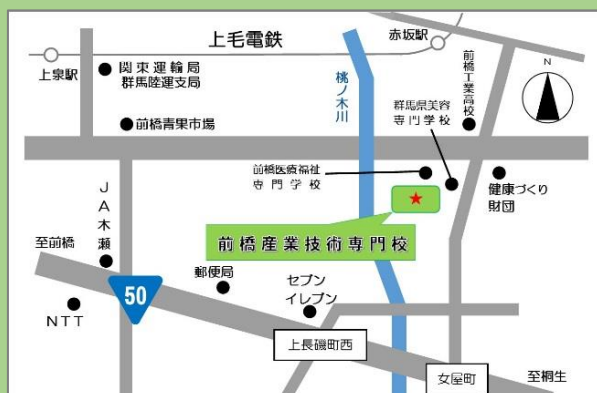 上毛電鉄
赤坂駅
上泉駅
関東運輸局
群馬陸運支局
桃ノ木川
前橋工業高校
N
群馬県美容
専門学校
前橋青果市場
前橋医療福祉
専門学校
健康づくり
財団
JA木瀬
前橋産業技術専門校
至前橋
郵便局
セブン
イレブン
50
NTT
上長磯町西
女屋町
至桐生